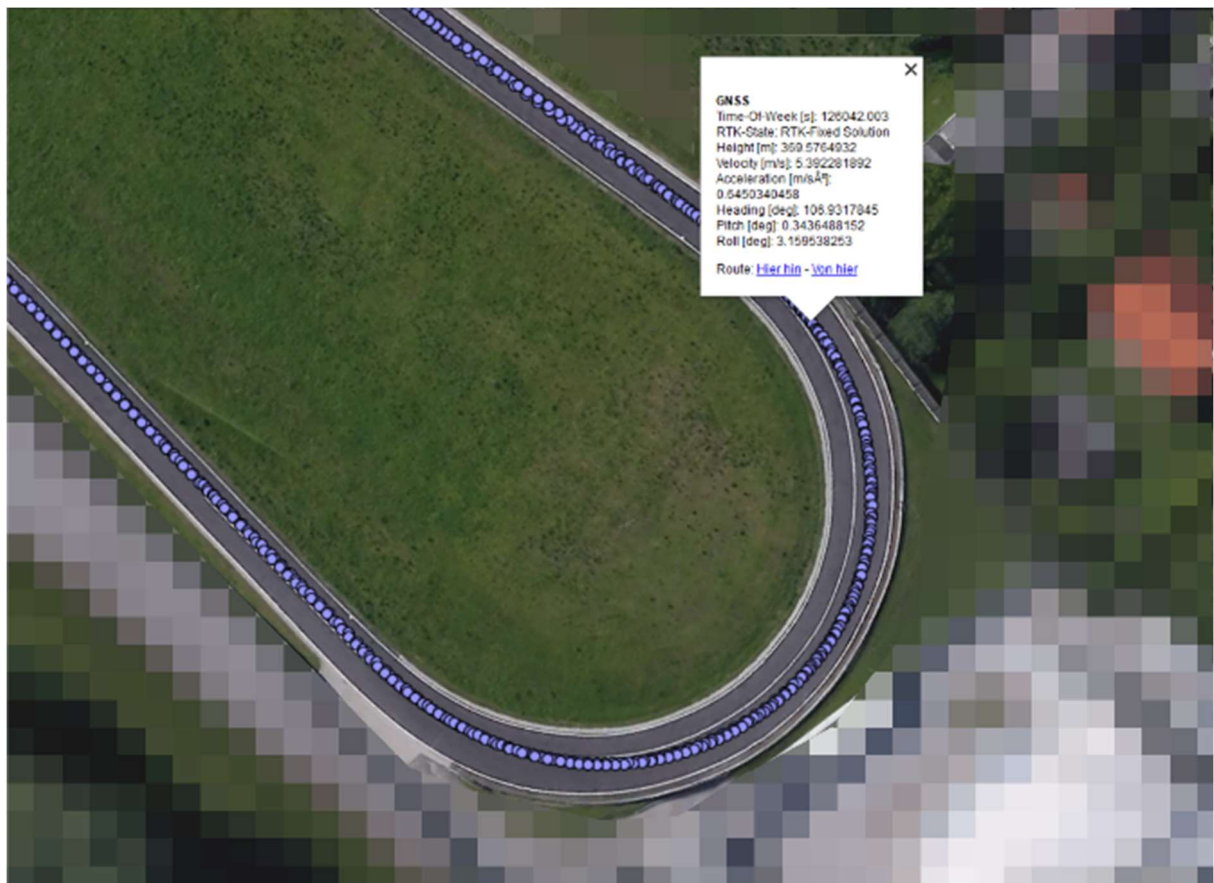 GNSS
Time-Of-Week [s]: 126042.003
RTK-State: RTK-Fixed Solution
Height [m]: 369.5764932
Velocity [m/s]: 5.392281892
Acceleration [m/sÂ¶]:
0.6450340458
Heading [deg]: 106.9317845
Pitch [deg]: 0.3436488152
Roll [deg]: 3.159538253
Route: Hier hin - Von hier